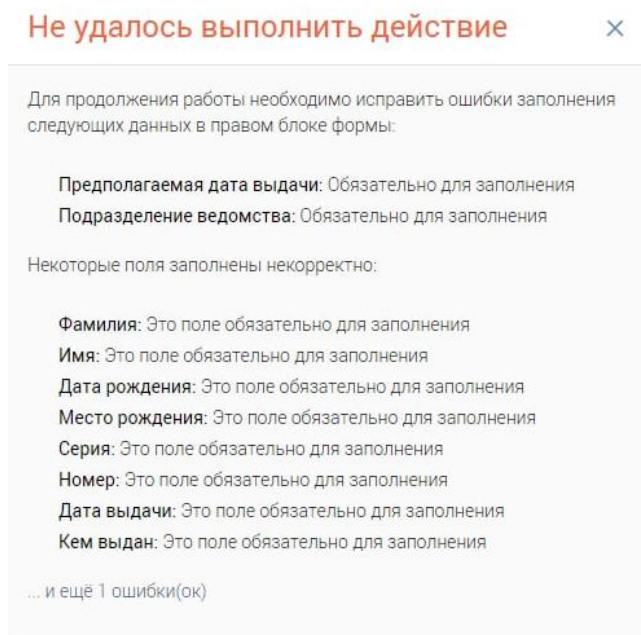 Не удалось выполнить действие
Для продолжения работы необходимо исправить ошибки заполнения
следующих данных в правом блоке формы:
Предполагаемая дата выдачи: Обязательно для заполнения
Подразделение ведомства: Обязательно для заполнения
Некоторые поля заполнены некорректно:
Фамилия: Это поле обязательно для заполнения
Имя: Это поле обязательно для заполнения
Дата рождения: Это поле обязательно для заполнения
Место рождения: Это поле обязательно для заполнения
Серия: Это поле обязательно для заполнения
Номер: Это поле обязательно для заполнения
Дата выдачи: Это поле обязательно для заполнения
Кем выдан: Это поле обязательно для заполнения
... и ещё 1 ошибки(ок)